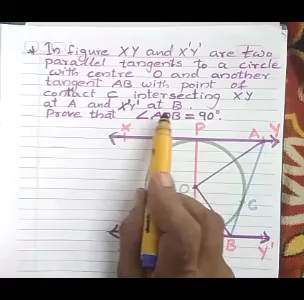 * In figure XY and X'Y' are two
parallel tangents to a circle
with centre O and another
tangent AB with point of
contact C intersecting XY
at A and X'Y' at B.
Prove that ∠AOB = 90°.
X P A Y
O
C
B Y'